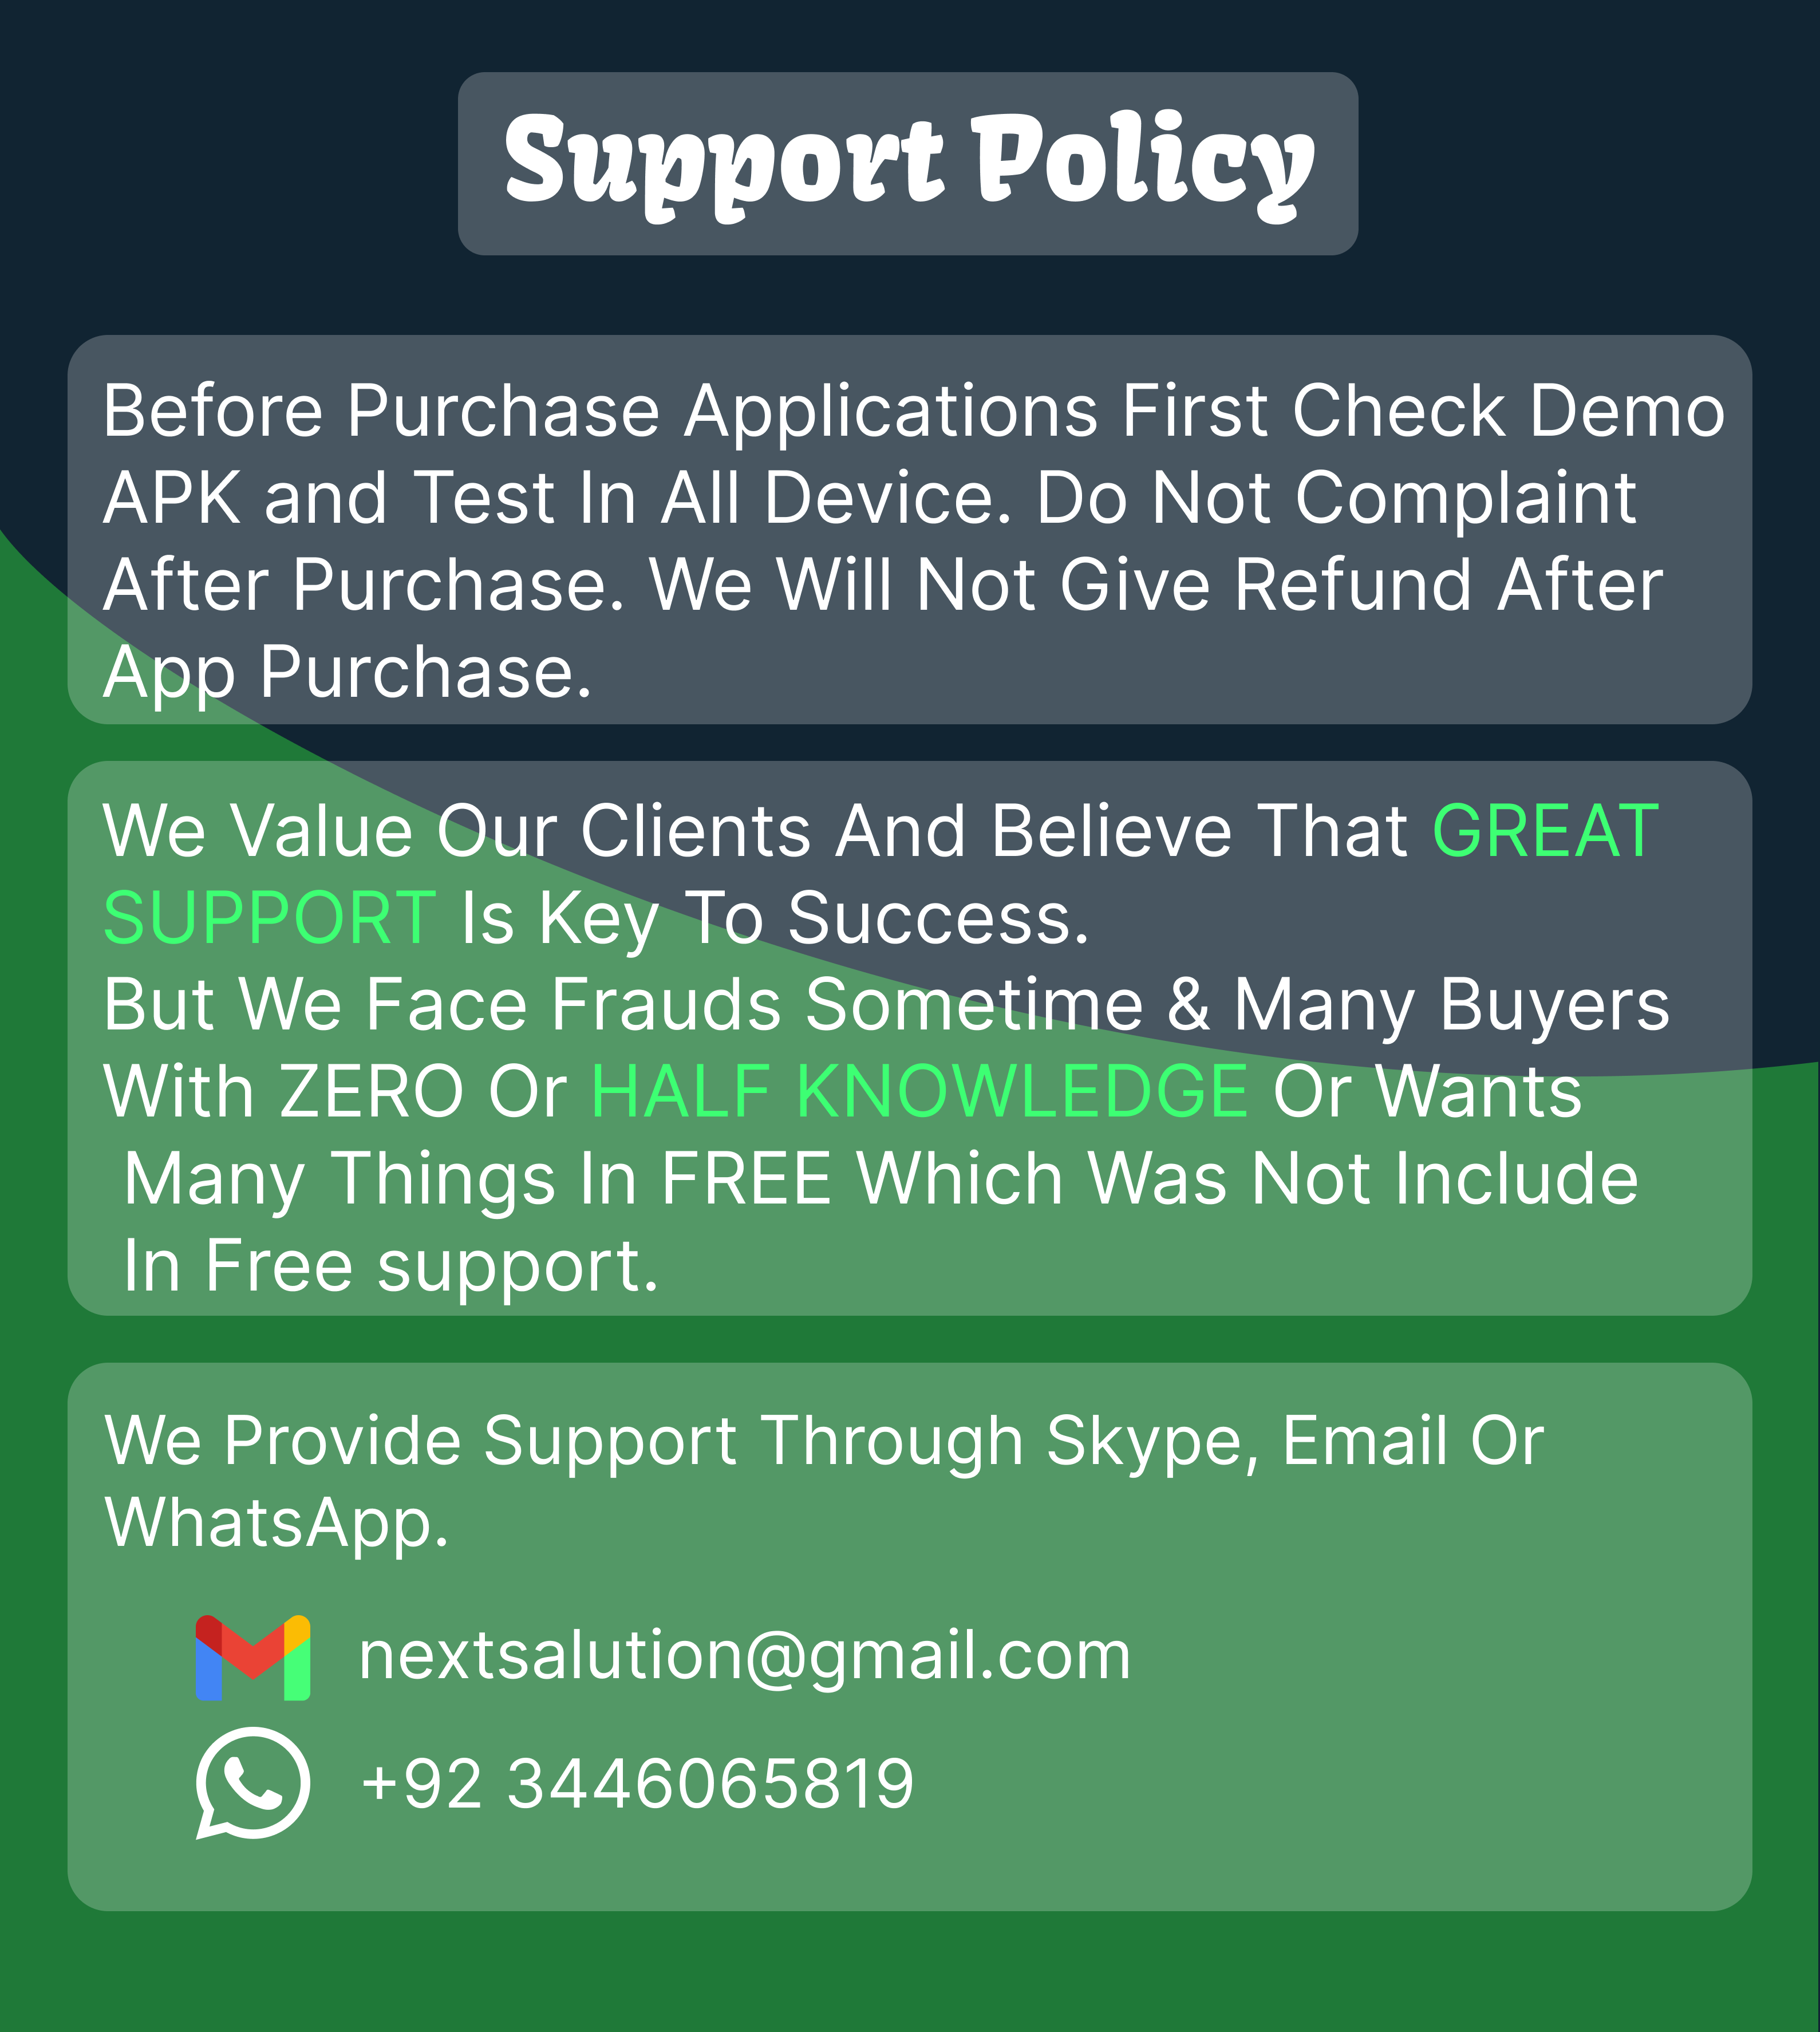 Support Policy
Before Purchase Applications First Check Demo
APK and Test In All Device. Do Not Complaint
After Purchase. We Will Not Give Refund After
App Purchase.
We Value Our Clients And Believe That GREAT
SUPPORT Is Key To Success.
But We Face Frauds Sometime & Many Buyers
With ZERO Or HALF KNOWLEDGE Or Wants
Many Things In FREE Which Was Not Include
In Free support.
We Provide Support Through Skype, Email Or
WhatsApp.
nextsalution@gmail.com
+92 3446065819